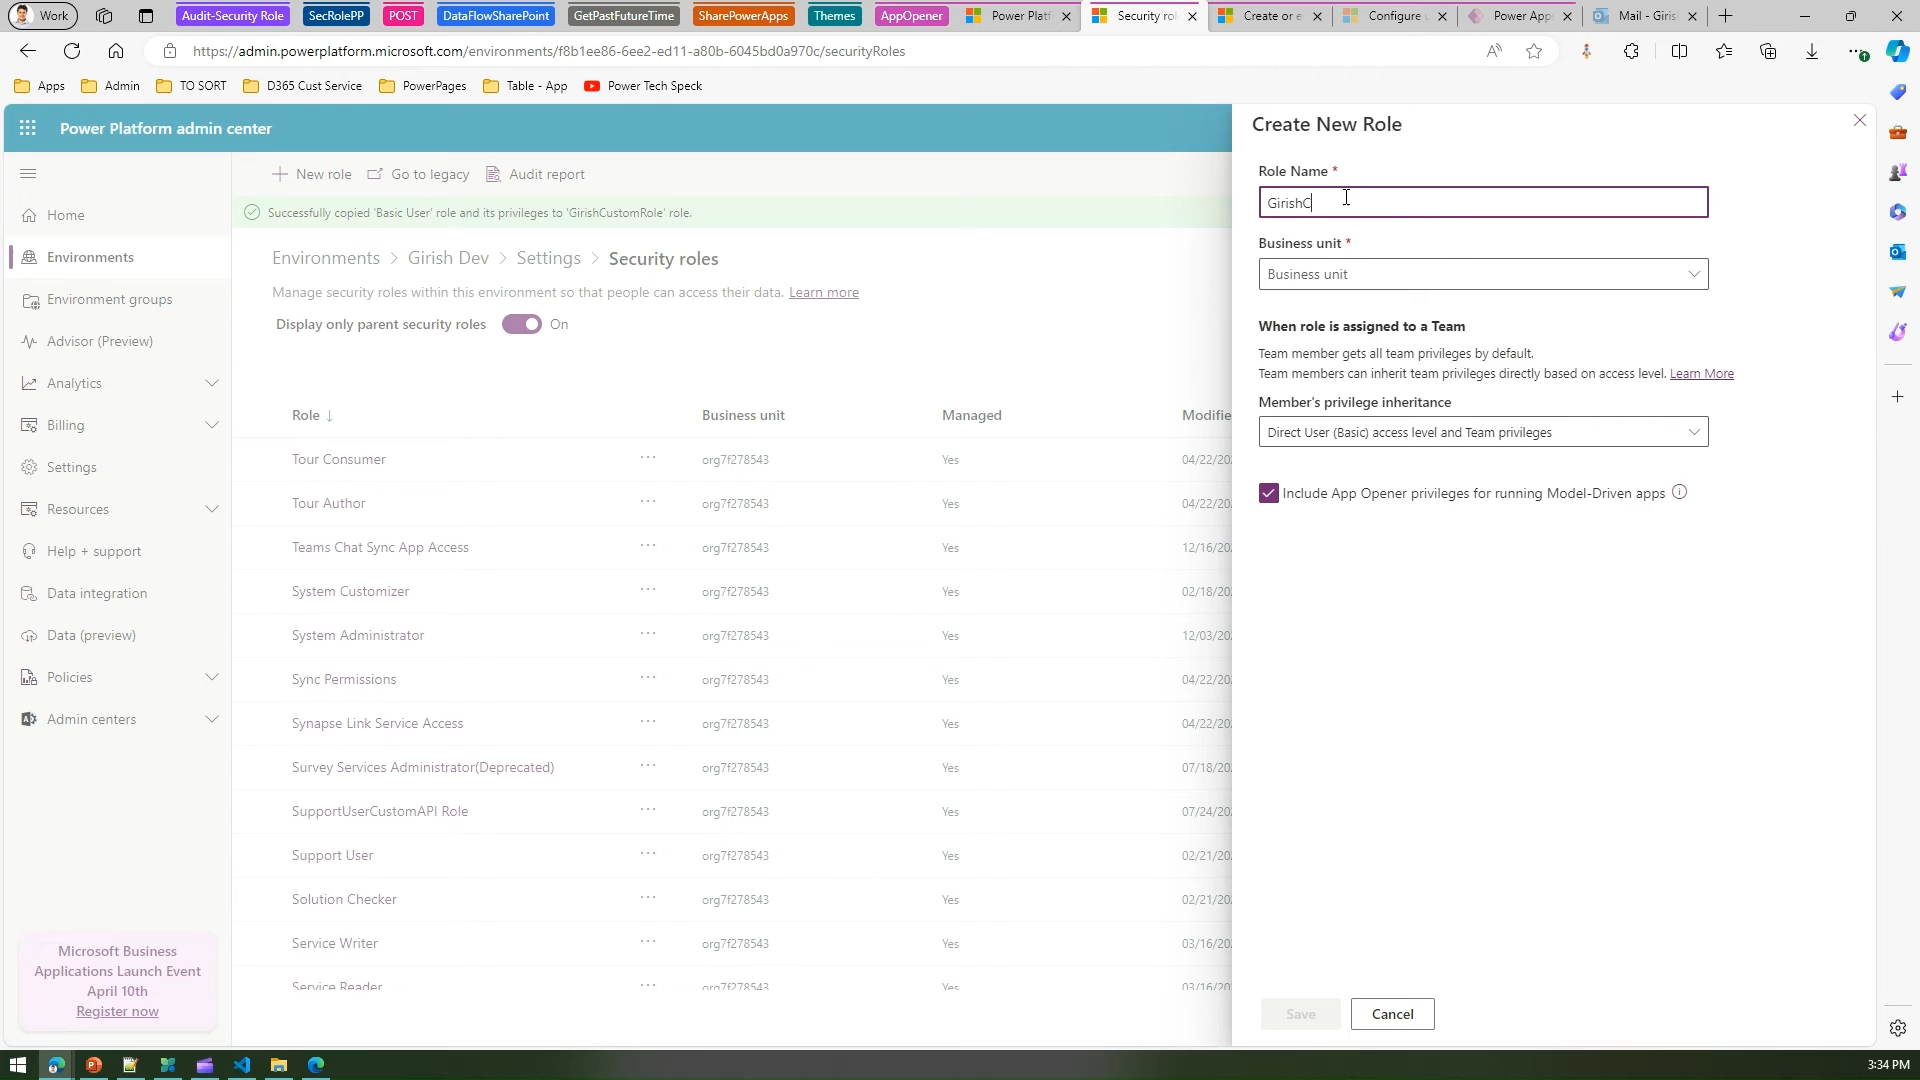 Work
Audit-Security Role
SecRolePP
POST
DataFlowSharePoint
GetPastFutureTime
SharePowerApps
Themes
AppOpener
Power Platf
Security rol
Create or e
Configure
Power App
Mail - Giris
https://admin.powerplatform.microsoft.com/environments/f8b1ee86-6ee2-ed11-a80b-6045bd0a970c/securityRoles
Apps
Admin
TO SORT
D365 Cust Service
PowerPages
Table - App
Power Tech Speck
Power Platform admin center
Home
Environments
Environment groups
Advisor (Preview)
Analytics
Billing
Settings
Resources
Help + support
Data integration
Data (preview)
Policies
Admin centers
Microsoft Business
Applications Launch Event
April 10th
Register now
New role
Go to legacy
Audit report
Successfully copied 'Basic User' role and its privileges to 'GirishCustomRole' role.
Environments > Girish Dev > Settings > Security roles
Manage security roles within this environment so that people can access their data. Learn more
Display only parent security roles On
Role ↓ Business unit Managed Modifie
Tour Consumer ... org7f278543 Yes 04/22/20
Tour Author ... org7f278543 Yes 04/22/20
Teams Chat Sync App Access ... org7f278543 Yes 12/16/20
System Customizer ... org7f278543 Yes 02/18/20
System Administrator ... org7f278543 Yes 12/03/20
Sync Permissions ... org7f278543 Yes 04/22/20
Synapse Link Service Access ... org7f278543 Yes 04/22/20
Survey Services Administrator(Deprecated) ... org7f278543 Yes 07/18/20
SupportUserCustomAPI Role ... org7f278543 Yes 07/24/20
Support User ... org7f278543 Yes 02/21/20
Solution Checker ... org7f278543 Yes 02/21/20
Service Writer ... org7f278543 Yes 03/16/20
Service Reader ... org7f278543 Yes 03/16/20
Create New Role
Role Name *
GirishC
Business unit *
Business unit
When role is assigned to a Team
Team member gets all team privileges by default.
Team members can inherit team privileges directly based on access level. Learn More
Member's privilege inheritance
Direct User (Basic) access level and Team privileges
Include App Opener privileges for running Model-Driven apps
Save
Cancel
3:34 PM